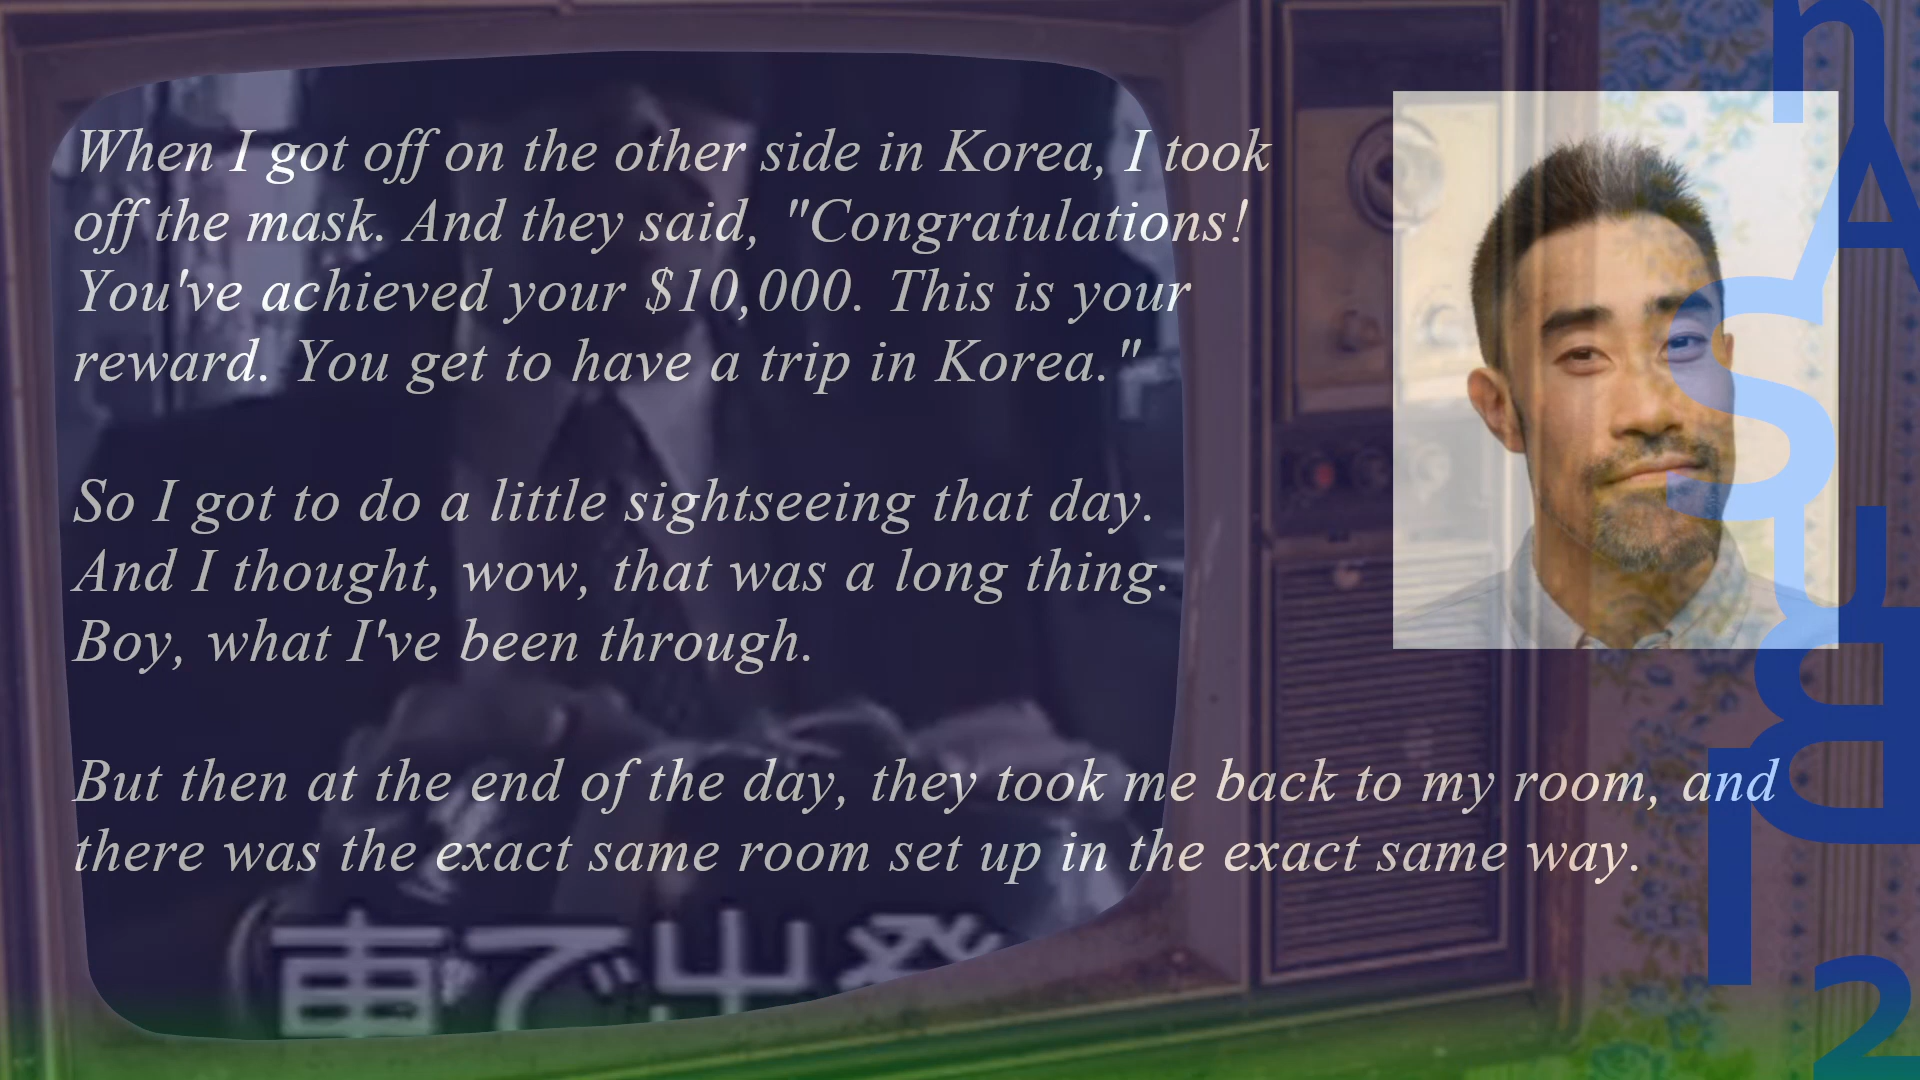 When I got off on the other side in Korea, I took
off the mask. And they said, "Congratulations!
You've achieved your $10,000. This is your
reward. You get to have a trip in Korea."
So I got to do a little sightseeing that day.
And I thought, wow, that was a long thing.
Boy, what I've been through.
But then at the end of the day, they took me back to my room, and
there was the exact same room set up in the exact same way.
(車で出発